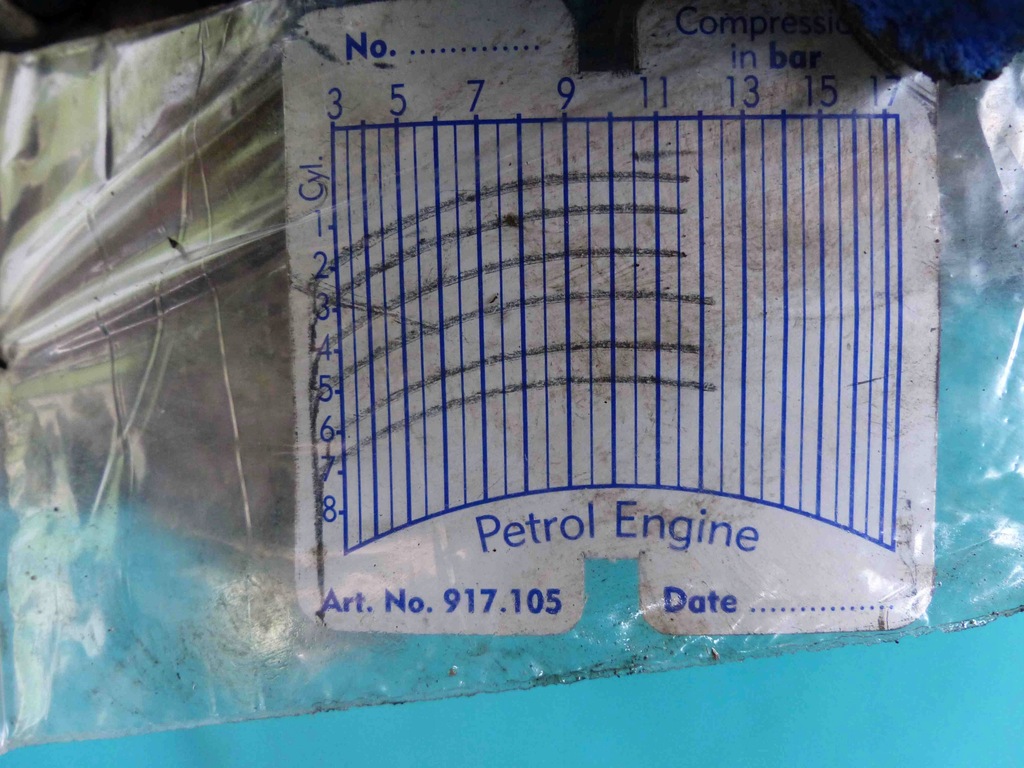 No. ..............
Compressio
in bar
3 5 7 9 11 13 15 17
Cyl.
1
2
3
4
5
6
7
8
Petrol Engine
Art. No. 917.105
Date ................